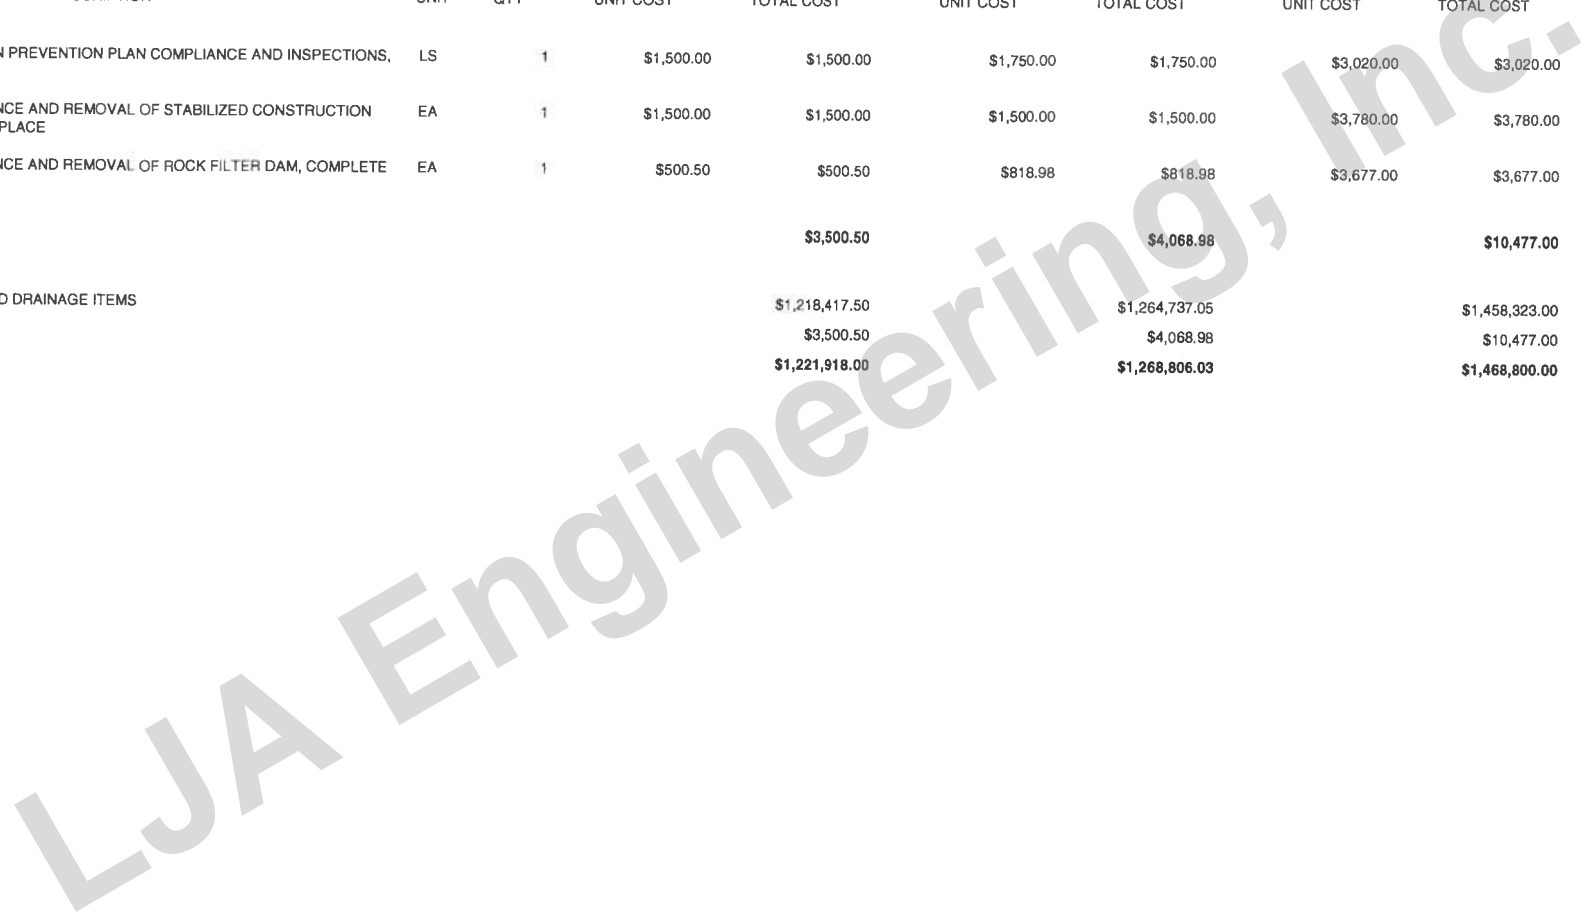 UNIT COST TOTAL COST UNIT COST TOTAL COST UNIT COST TOTAL COST
N PREVENTION PLAN COMPLIANCE AND INSPECTIONS, LS 1 $1,500.00 $1,500.00 $1,750.00 $1,750.00 $3,020.00 $3,020.00
NCE AND REMOVAL OF STABILIZED CONSTRUCTION EA 1 $1,500.00 $1,500.00 $1,500.00 $1,500.00 $3,780.00 $3,780.00
PLACE
NCE AND REMOVAL OF ROCK FILTER DAM, COMPLETE EA 1 $500.50 $500.50 $818.98 $818.98 $3,677.00 $3,677.00
$3,500.50 $4,068.98 $10,477.00
D DRAINAGE ITEMS $1,218,417.50 $1,264,737.05 $1,458,323.00
$3,500.50 $4,068.98 $10,477.00
$1,221,918.00 $1,268,806.03 $1,468,800.00
LJA Engineering, Inc.